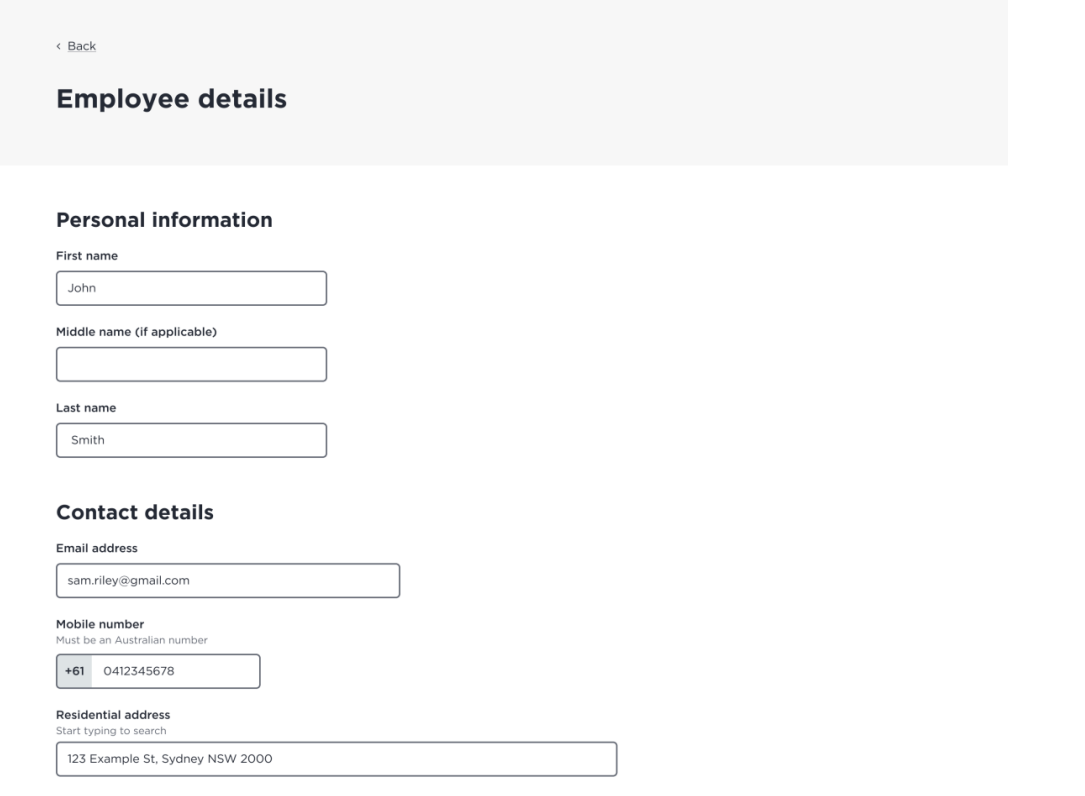 ‹ Back
Employee details
Personal information
First name
John
Middle name (if applicable)
Last name
Smith
Contact details
Email address
sam.riley@gmail.com
Mobile number
Must be an Australian number
+61 0412345678
Residential address
Start typing to search
123 Example St, Sydney NSW 2000